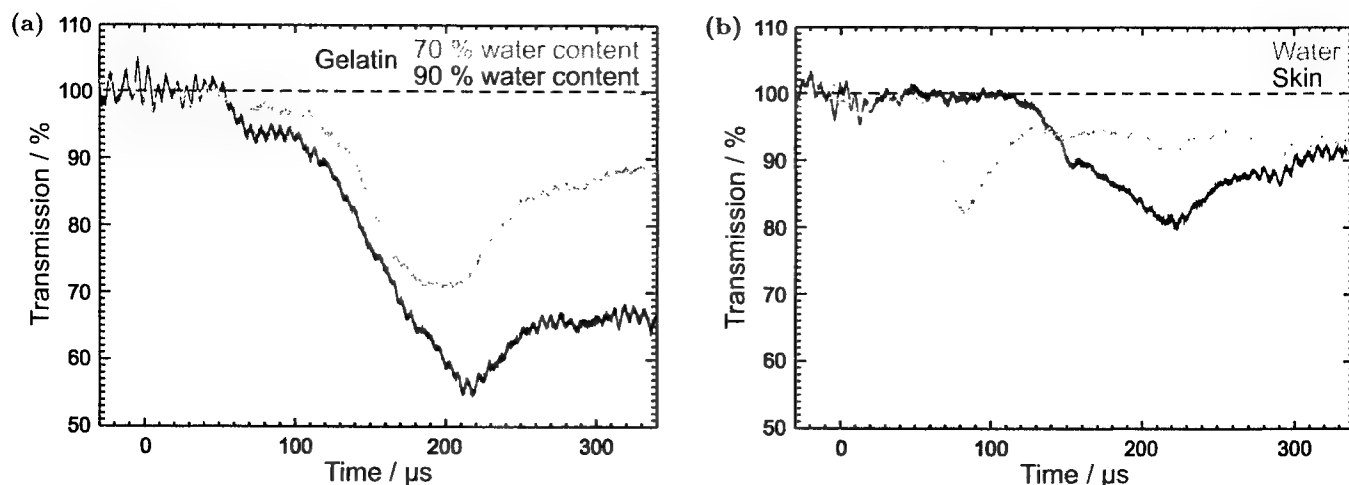 (a)
110
100
90
80
70
60
50
Transmission / %
Gelatin
70 % water content
90 % water content
0
100
200
300
Time / μs
(b)
110
100
90
80
70
60
50
Transmission / %
Water
Skin
0
100
200
300
Time / μs